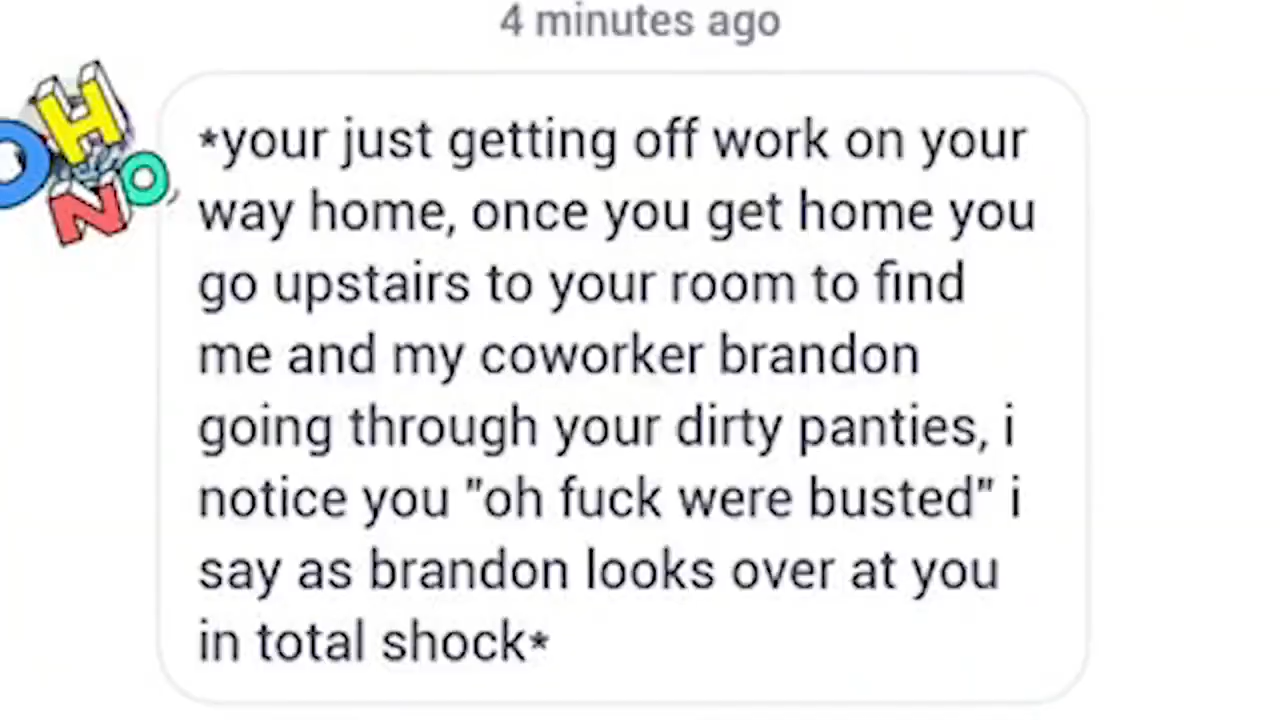 4 minutes ago
OH
NO
*your just getting off work on your
way home, once you get home you
go upstairs to your room to find
me and my coworker brandon
going through your dirty panties, i
notice you "oh fuck were busted" i
say as brandon looks over at you
in total shock*